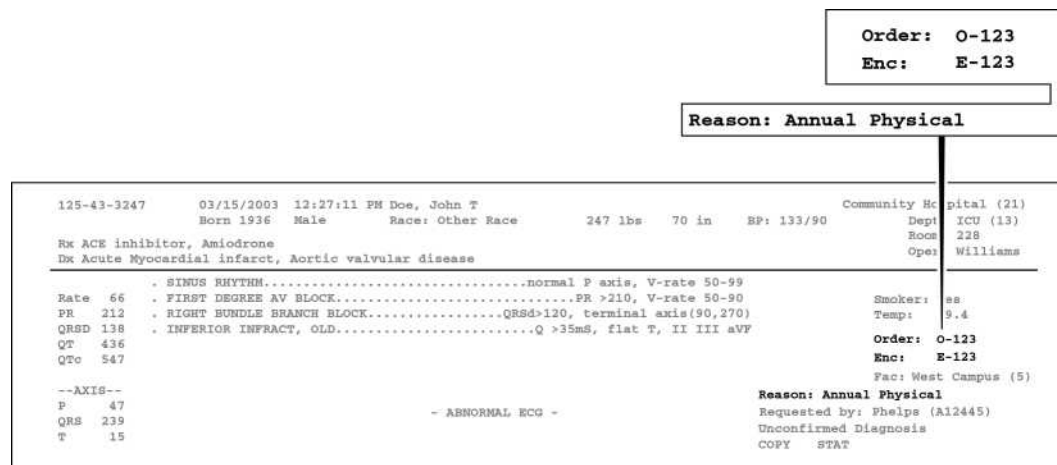 Order: O-123
Enc: E-123
Reason: Annual Physical
125-43-3247 03/15/2003 12:27:11 PM Doe, John T Community Ho pital (21)
Born 1936 Male Race: Other Race 247 lbs 70 in BP: 133/90 Dept ICU (13)
Room 228
Rx ACE inhibitor, Amiodrone
Oper Williams
Dx Acute Myocardial infarct, Aortic valvular disease
. SINUS RHYTHM................................normal P axis, V-rate 50-99
Rate 66 . FIRST DEGREE AV BLOCK.............................PR >210, V-rate 50-90 Smoker: es
PR 212 . RIGHT BUNDLE BRANCH BLOCK.................QRSd>120, terminal axis(90,270) Temp: 9.4
QRSD 138 . INFERIOR INFRACT, OLD.....................Q >35mS, flat T, II III aVF
QT 436 Order: O-123
QTc 547 Enc: E-123
Fac: West Campus (5)
--AXIS-- Reason: Annual Physical
P 47 - ABNORMAL ECG - Requested by: Phelps (A12445)
QRS 239 Unconfirmed Diagnosis
T 15 COPY STAT